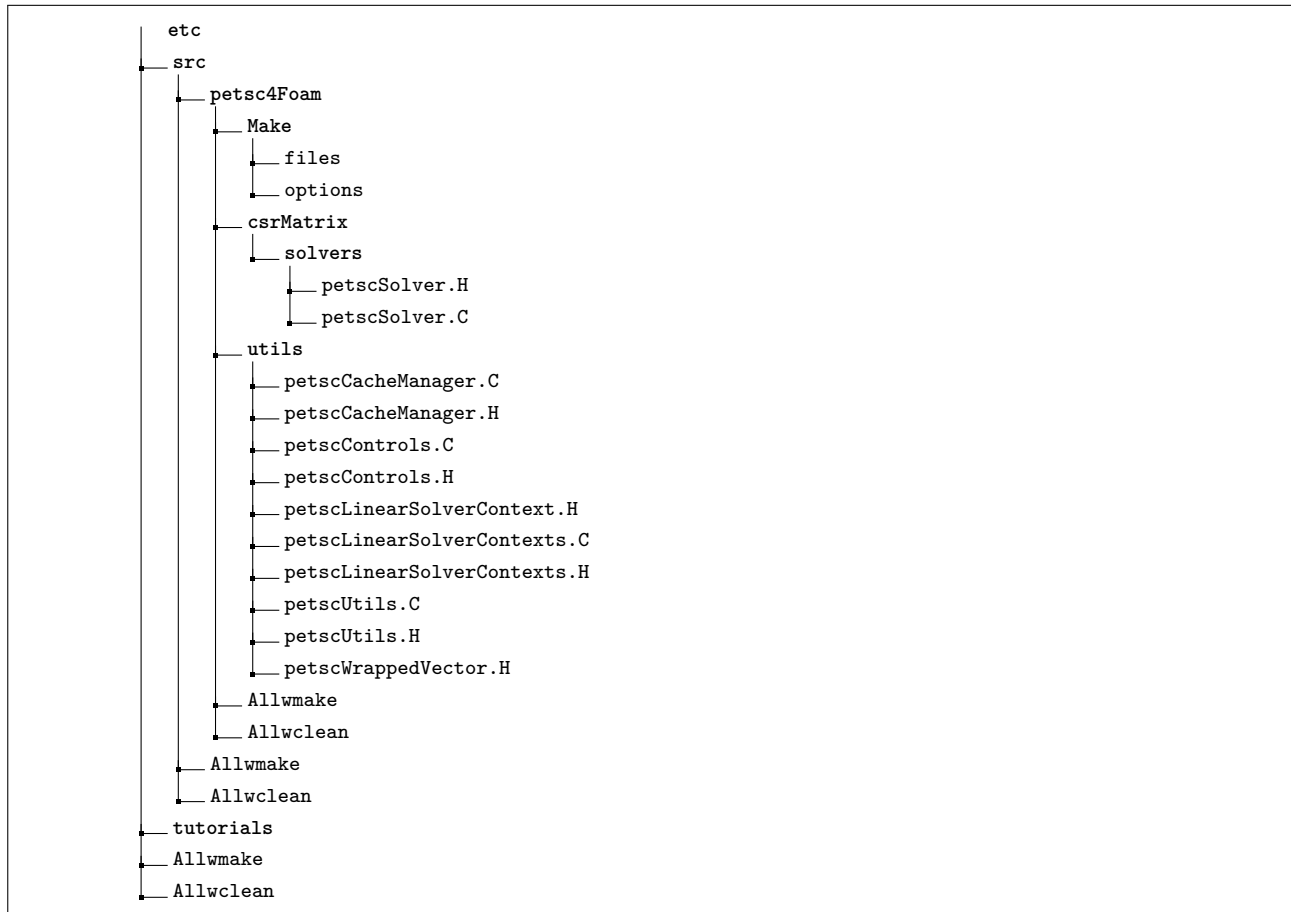 etc
src
petsc4Foam
Make
files
options
csrMatrix
solvers
petscSolver.H
petscSolver.C
utils
petscCacheManager.C
petscCacheManager.H
petscControls.C
petscControls.H
petscLinearSolverContext.H
petscLinearSolverContexts.C
petscLinearSolverContexts.H
petscUtils.C
petscUtils.H
petscWrappedVector.H
Allwmake
Allwclean
Allwmake
Allwclean
tutorials
Allwmake
Allwclean